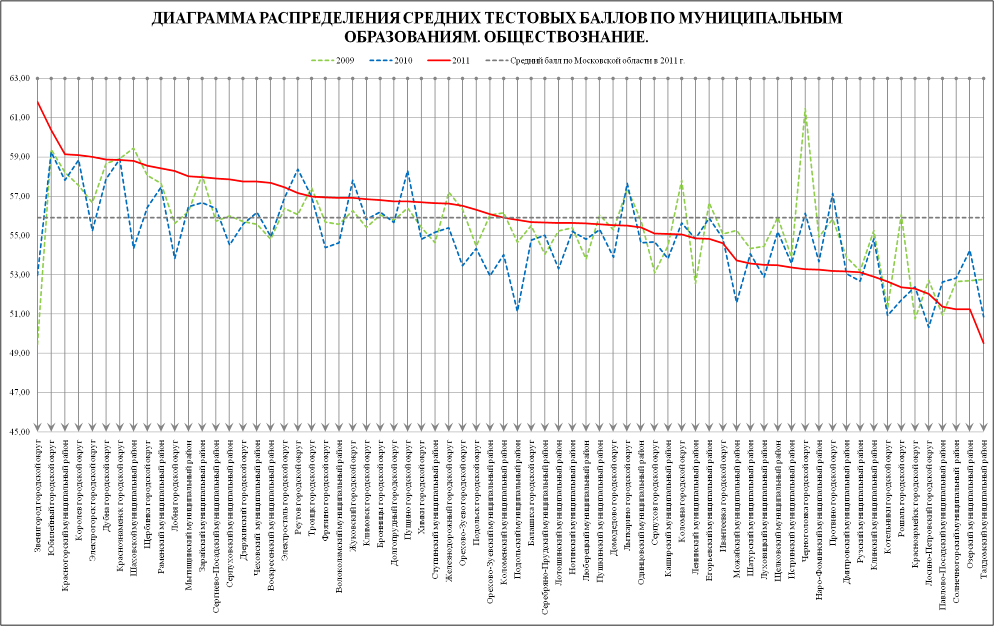 ДИАГРАММА РАСПРЕДЕЛЕНИЯ СРЕДНИХ ТЕСТОВЫХ БАЛЛОВ ПО МУНИЦИПАЛЬНЫМ
ОБРАЗОВАНИЯМ. ОБЩЕСТВОЗНАНИЕ.
2009 2010 2011 Средний балл по Московской области в 2011 г.
63,00
61,00
59,00
57,00
55,00
53,00
51,00
49,00
47,00
45,00
Звенигород городской округ
Юбилейный городской округ
Красногорский муниципальный район
Королев городской округ
Электрогорск городской округ
Дубна городской округ
Краснознаменск городской округ
Шаховской муниципальный район
Щербинка городской округ
Раменский муниципальный район
Лобня городской округ
Мытищинский муниципальный район
Зарайский муниципальный район
Сергиево-Посадский муниципальный район
Серпуховский муниципальный район
Дзержинский городской округ
Чеховский муниципальный район
Воскресенский муниципальный район
Электросталь городской округ
Реутов городской округ
Троицк городской округ
Фрязино городской округ
Волоколамский муниципальный район
Жуковский городской округ
Климовск городской округ
Бронницы городской округ
Долгопрудный городской округ
Пущино городской округ
Химки городской округ
Ступинский муниципальный район
Железнодорожный городской округ
Орехово-Зуево городской округ
Подольск городской округ
Орехово-Зуевский муниципальный район
Коломенский муниципальный район
Подольский муниципальный район
Балашиха городской округ
Серебряно-Прудский муниципальный район
Лотошинский муниципальный район
Ногинский муниципальный район
Люберецкий муниципальный район
Пушкинский муниципальный район
Домодедово городской округ
Лыткарино городской округ
Одинцовский муниципальный район
Серпухов городской округ
Каширский муниципальный район
Коломна городской округ
Ленинский муниципальный район
Егорьевский муниципальный район
Ивантеевка городской округ
Можайский муниципальный район
Шатурский муниципальный район
Луховицкий муниципальный район
Щелковский муниципальный район
Истринский муниципальный район
Черноголовка городской округ
Наро-Фоминский муниципальный район
Протвино городской округ
Дмитровский муниципальный район
Рузский муниципальный район
Клинский муниципальный район
Котельники городской округ
Рошаль городской округ
Красноармейск городской округ
Лосино-Петровский городской округ
Павлово-Посадский муниципальный район
Солнечногорский муниципальный район
Озерский муниципальный район
Талдомский муниципальный район